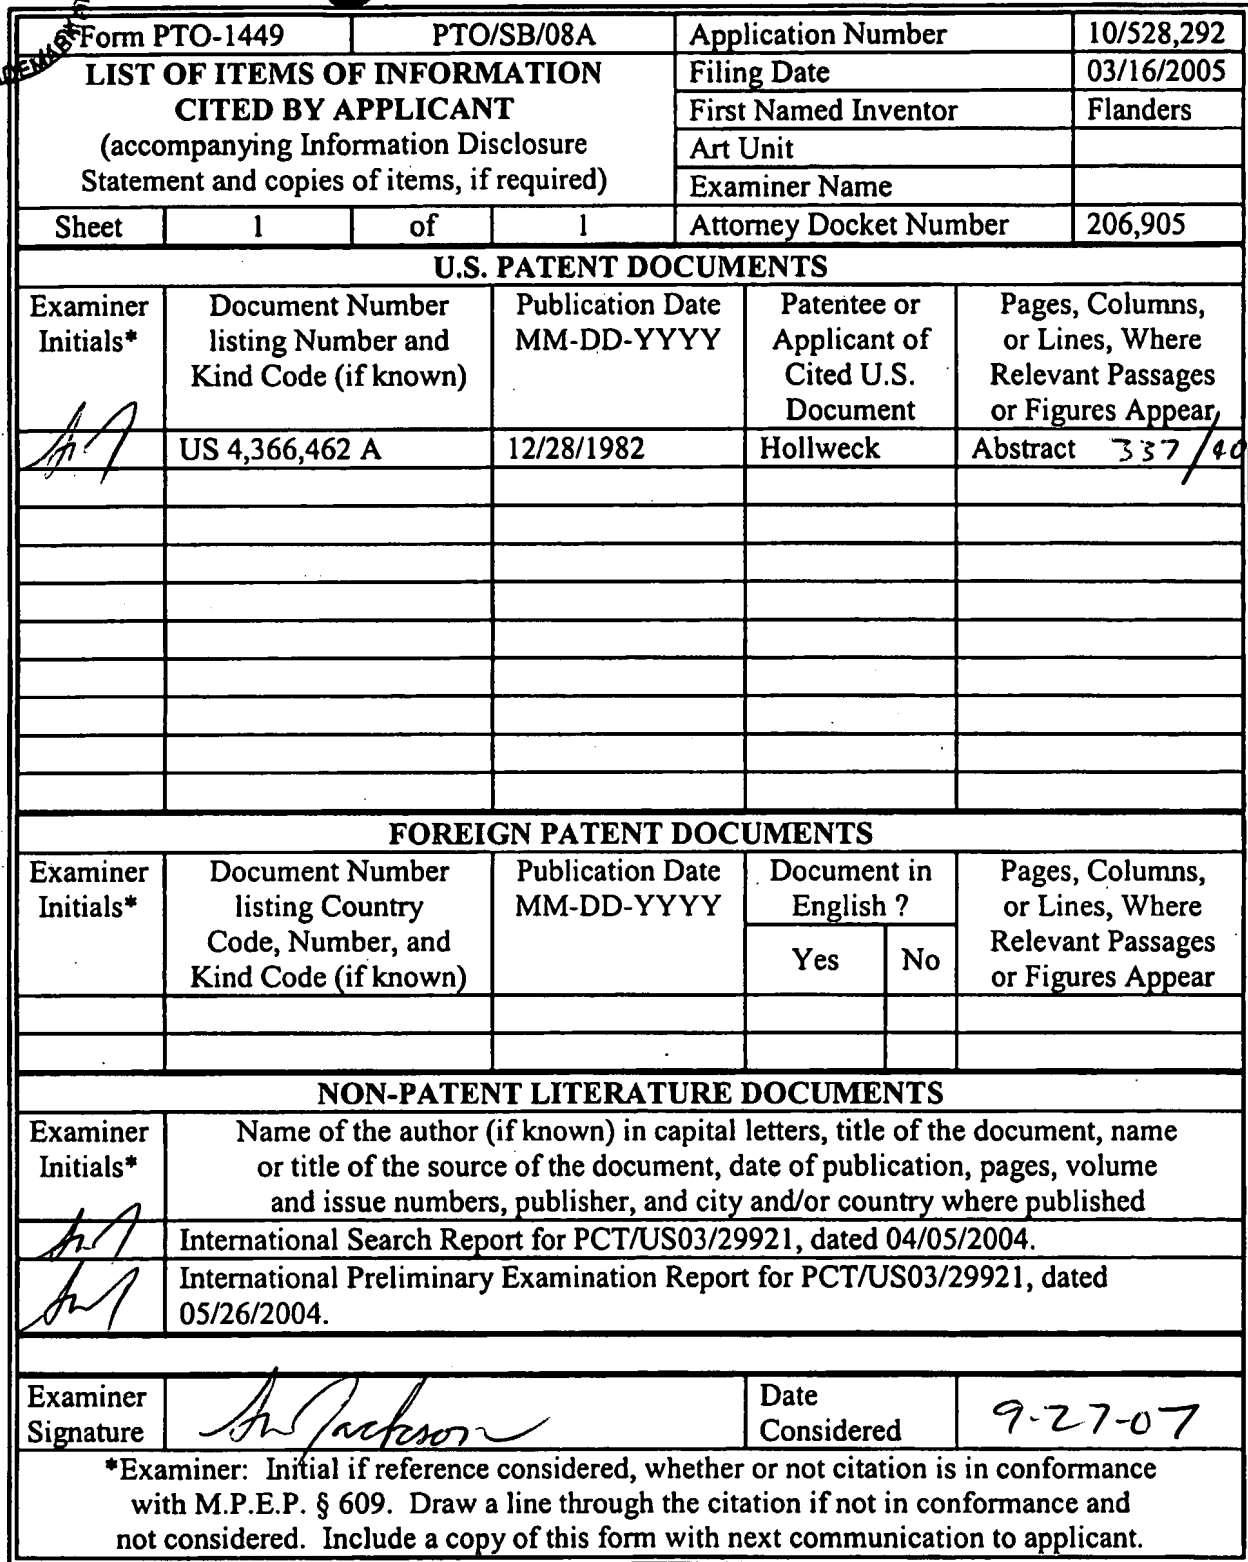 Form PTO-1449 PTO/SB/08A Application Number 10/528,292
LIST OF ITEMS OF INFORMATION Filing Date 03/16/2005
CITED BY APPLICANT First Named Inventor Flanders
(accompanying Information Disclosure Art Unit
Statement and copies of items, if required) Examiner Name
Sheet 1 of 1 Attorney Docket Number 206,905
U.S. PATENT DOCUMENTS
Examiner Document Number Publication Date Patentee or Pages, Columns,
Initials* listing Number and MM-DD-YYYY Applicant of or Lines, Where
Kind Code (if known) Cited U.S. Relevant Passages
Document or Figures Appear
US 4,366,462 A 12/28/1982 Hollweck Abstract 337/40
FOREIGN PATENT DOCUMENTS
Examiner Document Number Publication Date Document in Pages, Columns,
Initials* listing Country MM-DD-YYYY English ? or Lines, Where
Code, Number, and Yes No Relevant Passages
Kind Code (if known) or Figures Appear
NON-PATENT LITERATURE DOCUMENTS
Examiner Name of the author (if known) in capital letters, title of the document, name
Initials* or title of the source of the document, date of publication, pages, volume
and issue numbers, publisher, and city and/or country where published
International Search Report for PCT/US03/29921, dated 04/05/2004.
International Preliminary Examination Report for PCT/US03/29921, dated
05/26/2004.
Examiner Date
Signature Jackson Considered 9-27-07
*Examiner: Initial if reference considered, whether or not citation is in conformance
with M.P.E.P. § 609. Draw a line through the citation if not in conformance and
not considered. Include a copy of this form with next communication to applicant.